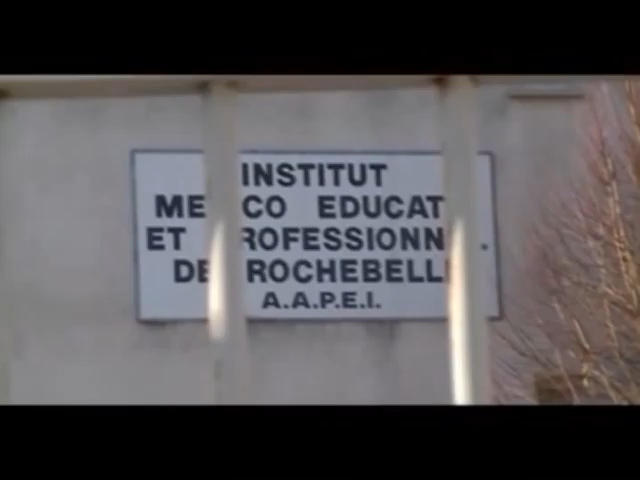 INSTITUT
ME CO EDUCAT
ET ROFESSIONN .
DE ROCHEBELL
A.A.P.E.I.